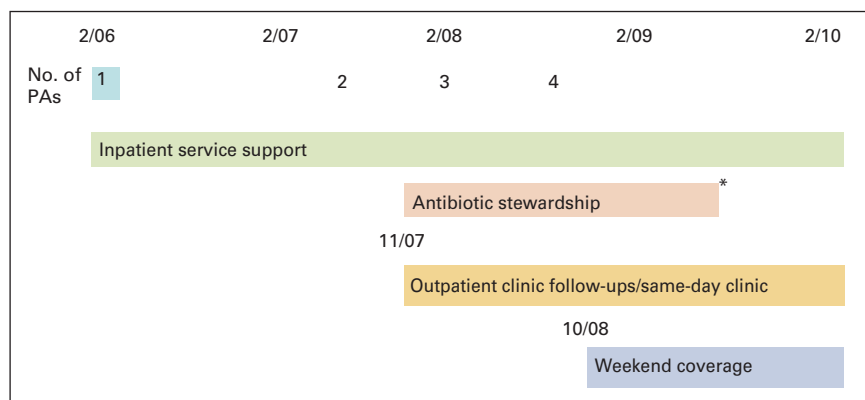 2/06 2/07 2/08 2/09 2/10
No. of PAs 1 2 3 4
Inpatient service support
Antibiotic stewardship *
11/07
Outpatient clinic follow-ups/same-day clinic
10/08
Weekend coverage